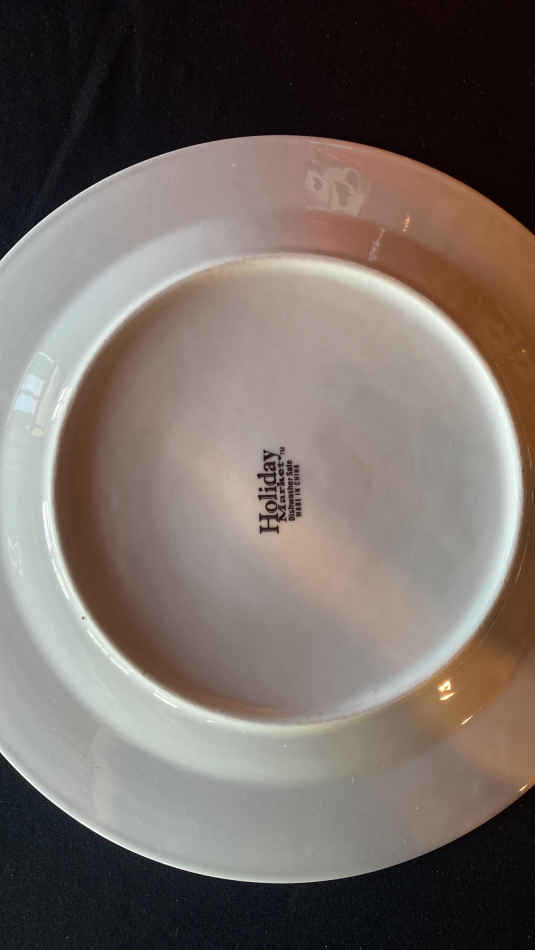 Holiday
Market™
Dishwasher Safe
MADE IN CHINA